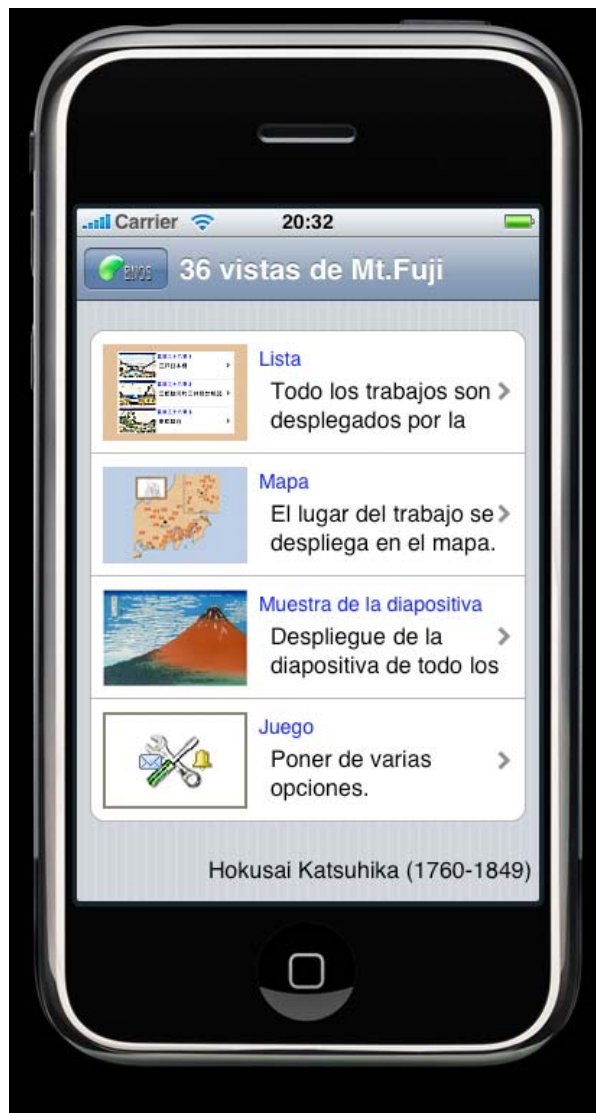 Carrier 20:32
36 vistas de Mt.Fuji
Lista
Todo los trabajos son
desplegados por la
Mapa
El lugar del trabajo se
despliega en el mapa.
Muestra de la diapositiva
Despliegue de la
diapositiva de todo los
Juego
Poner de varias
opciones.
Hokusai Katsuhika (1760-1849)